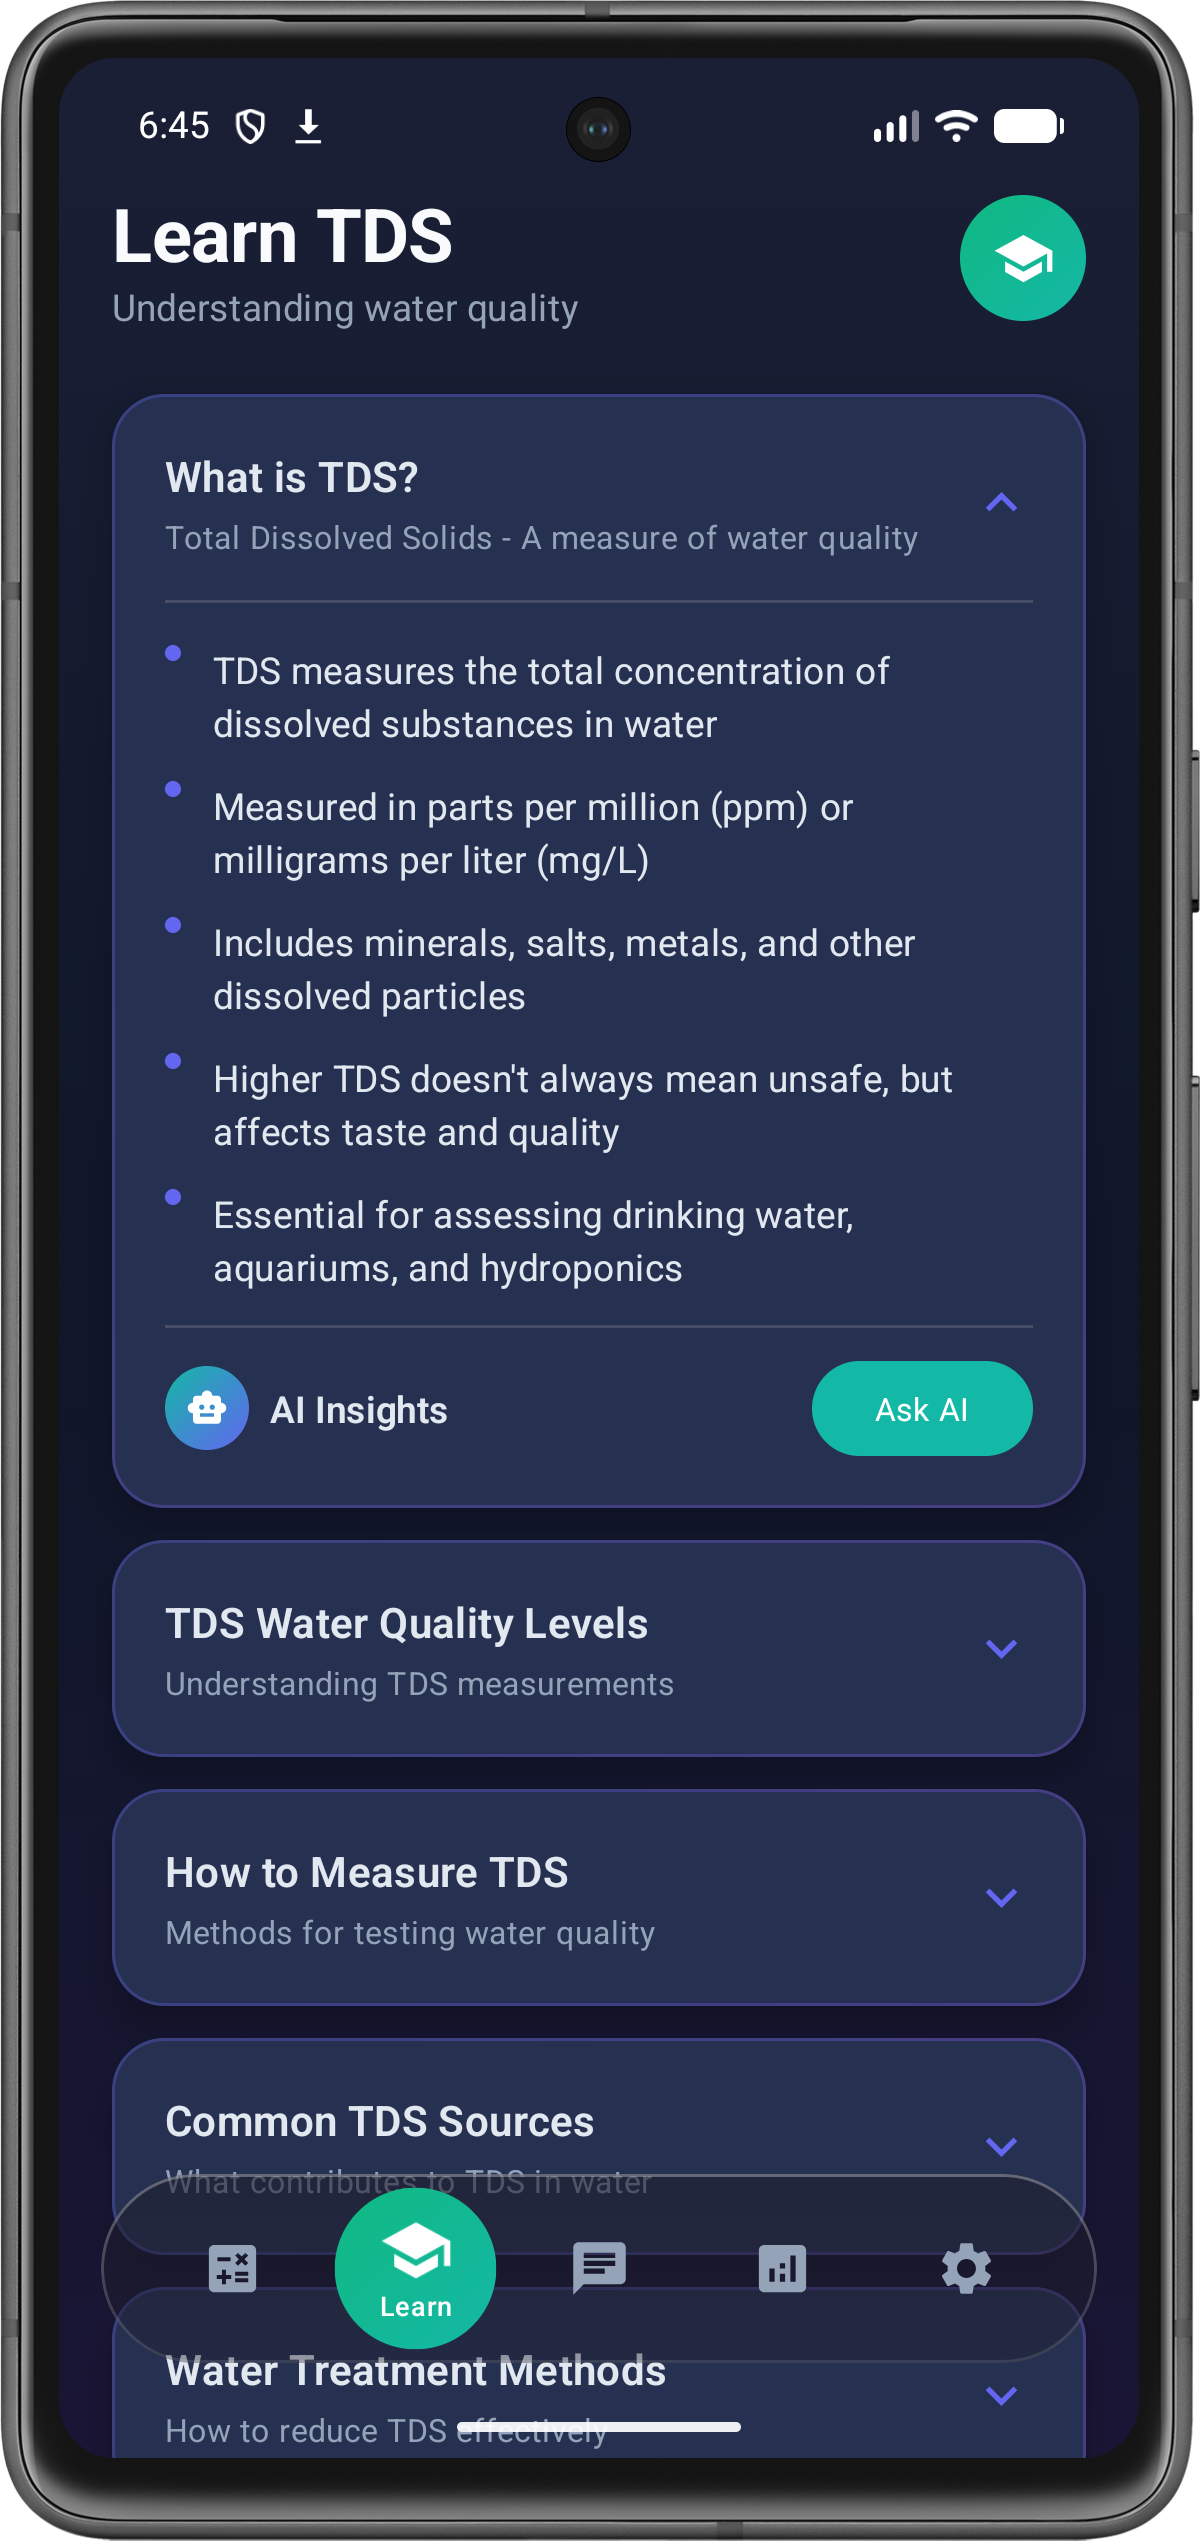 6:45
Learn TDS
Understanding water quality
What is TDS?
Total Dissolved Solids - A measure of water quality
TDS measures the total concentration of
dissolved substances in water
Measured in parts per million (ppm) or
milligrams per liter (mg/L)
Includes minerals, salts, metals, and other
dissolved particles
Higher TDS doesn't always mean unsafe, but
affects taste and quality
Essential for assessing drinking water,
aquariums, and hydroponics
AI Insights
Ask AI
TDS Water Quality Levels
Understanding TDS measurements
How to Measure TDS
Methods for testing water quality
Common TDS Sources
What contributes to TDS in water
Learn
Water Treatment Methods
How to reduce TDS effectively